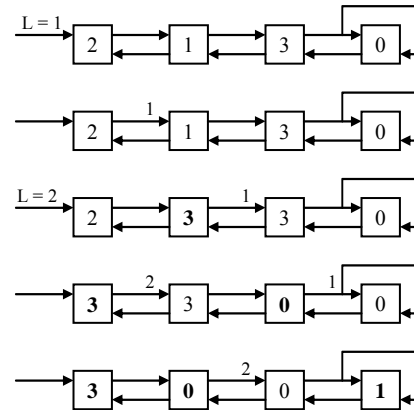 L = 1
2 1 3 0
1
2 1 3 0
L = 2 1
2 3 3 0
2 1
3 3 0 0
2
3 0 0 1